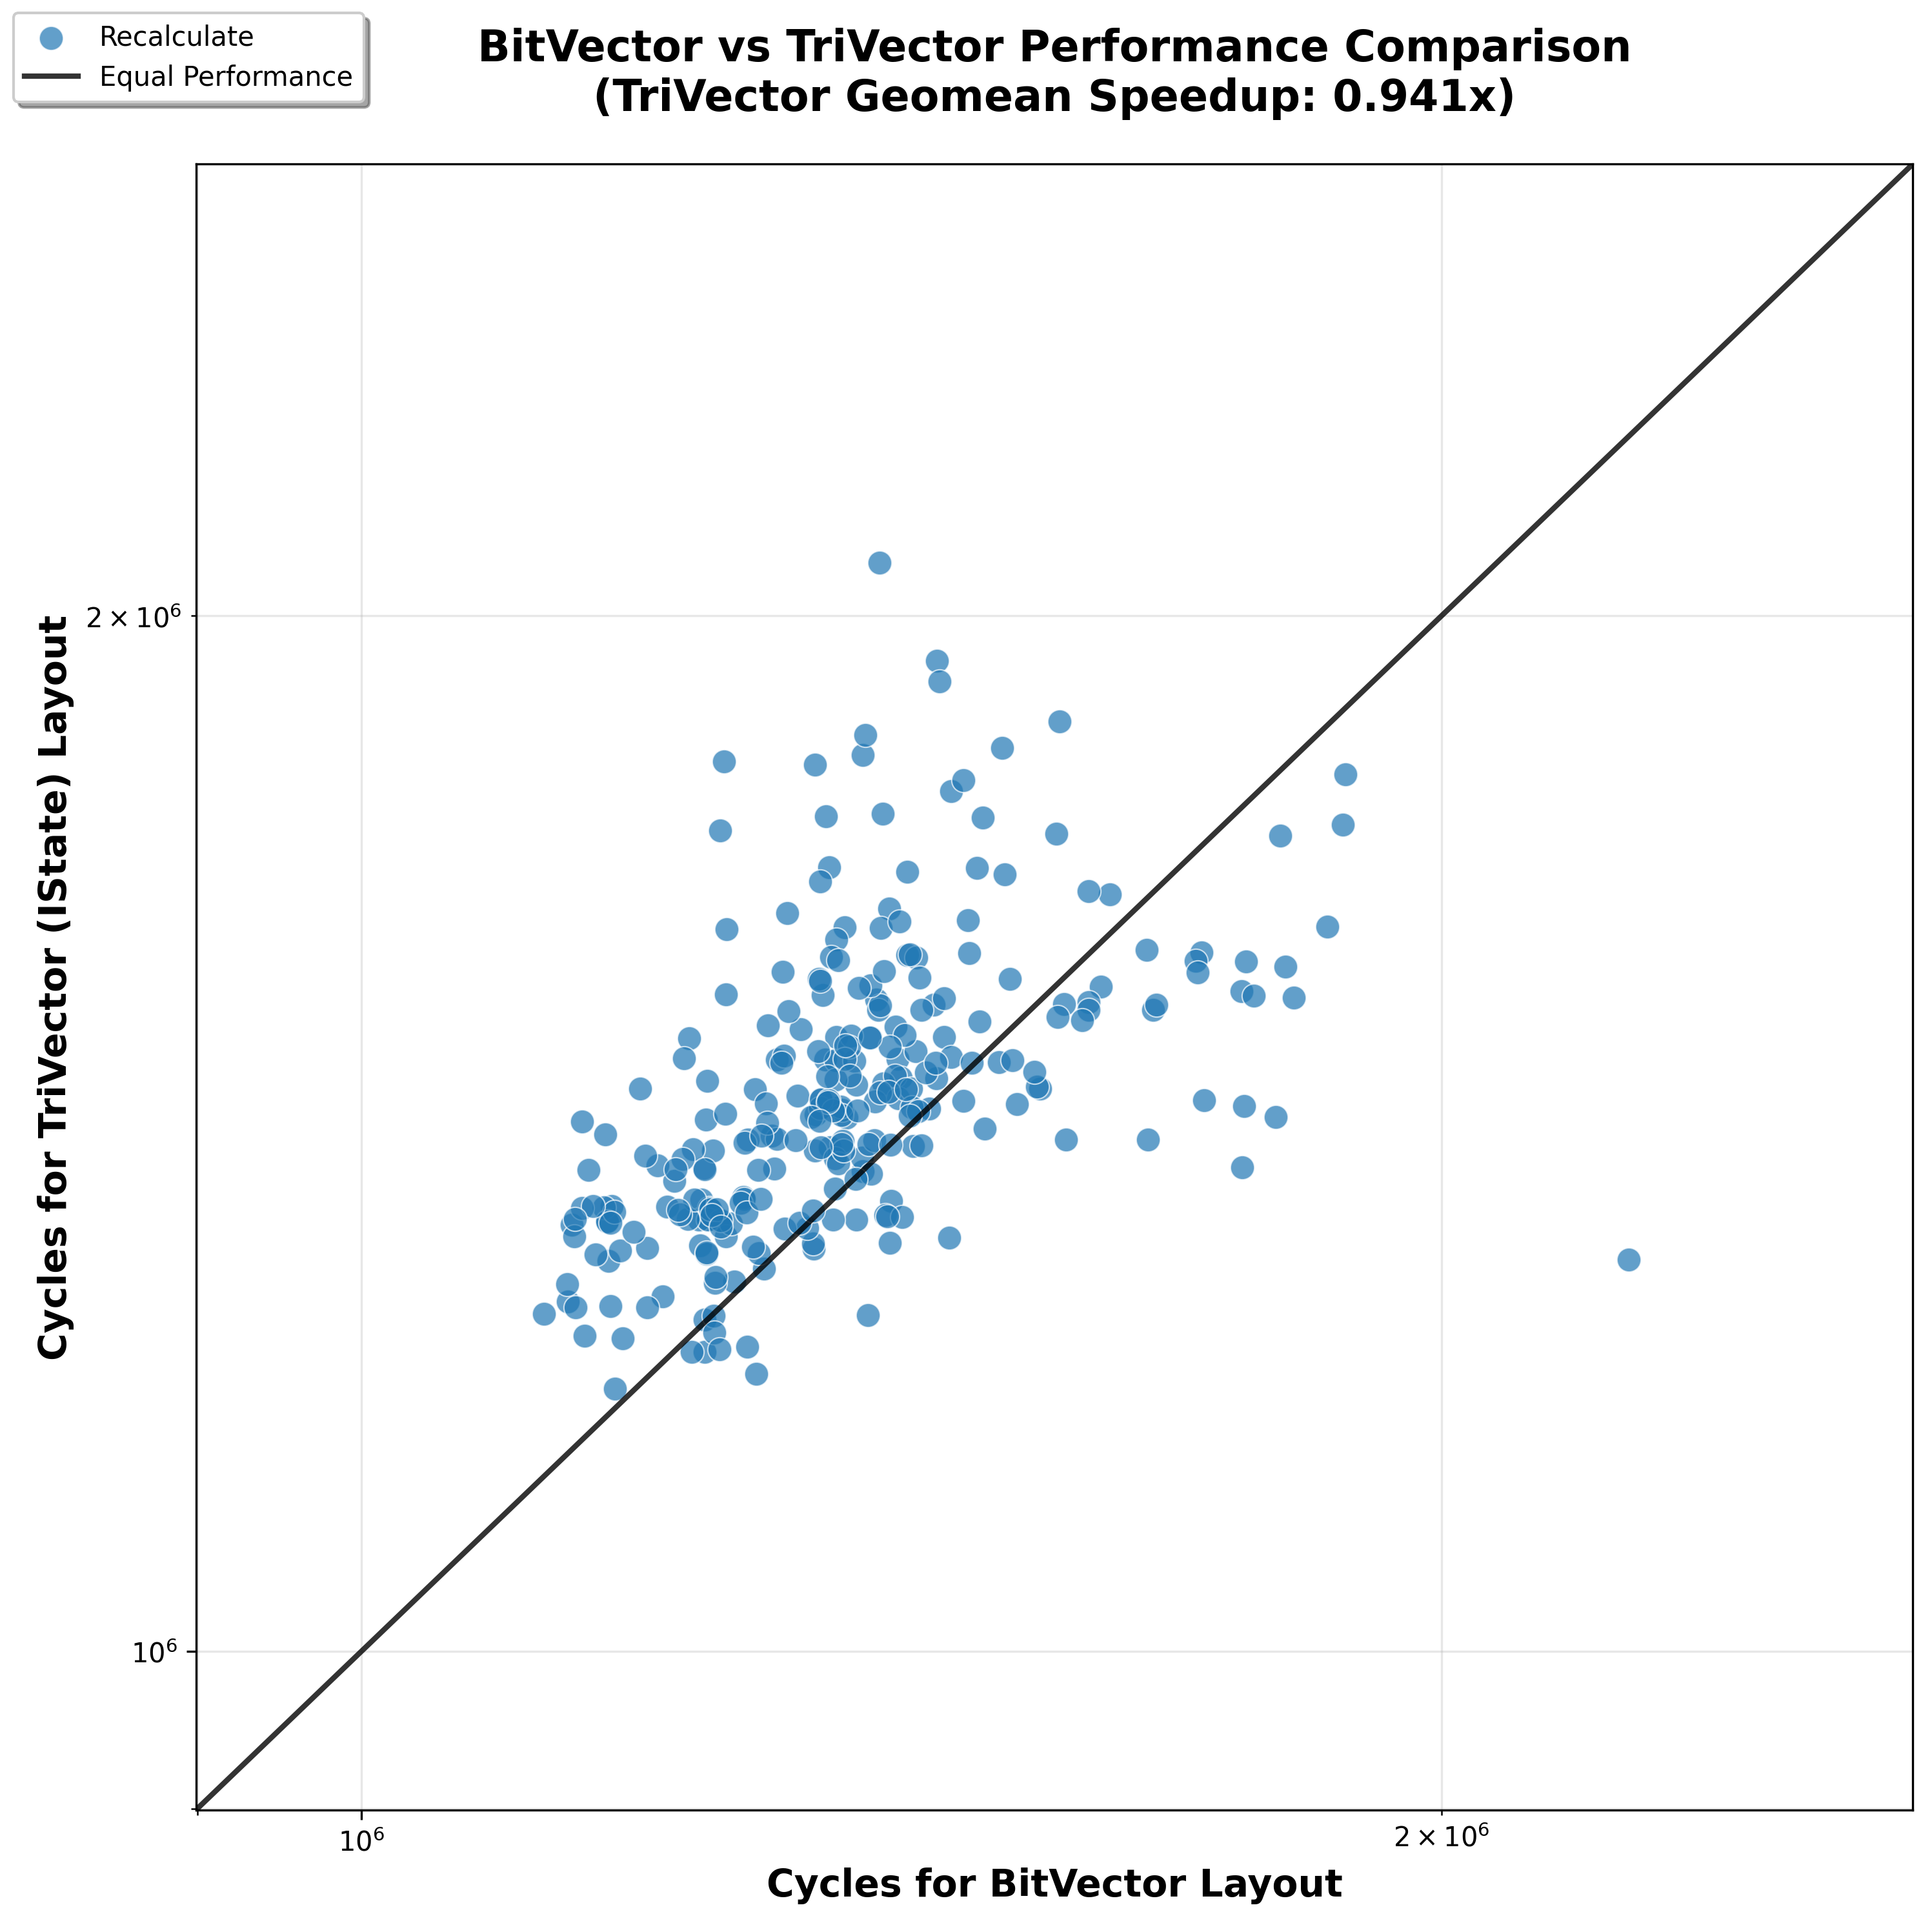 Recalculate
Equal Performance
BitVector vs TriVector Performance Comparison
(TriVector Geomean Speedup: 0.941x)
Cycles for TriVector (IState) Layout
2 × 10⁶
10⁶
10⁶
2 × 10⁶
Cycles for BitVector Layout